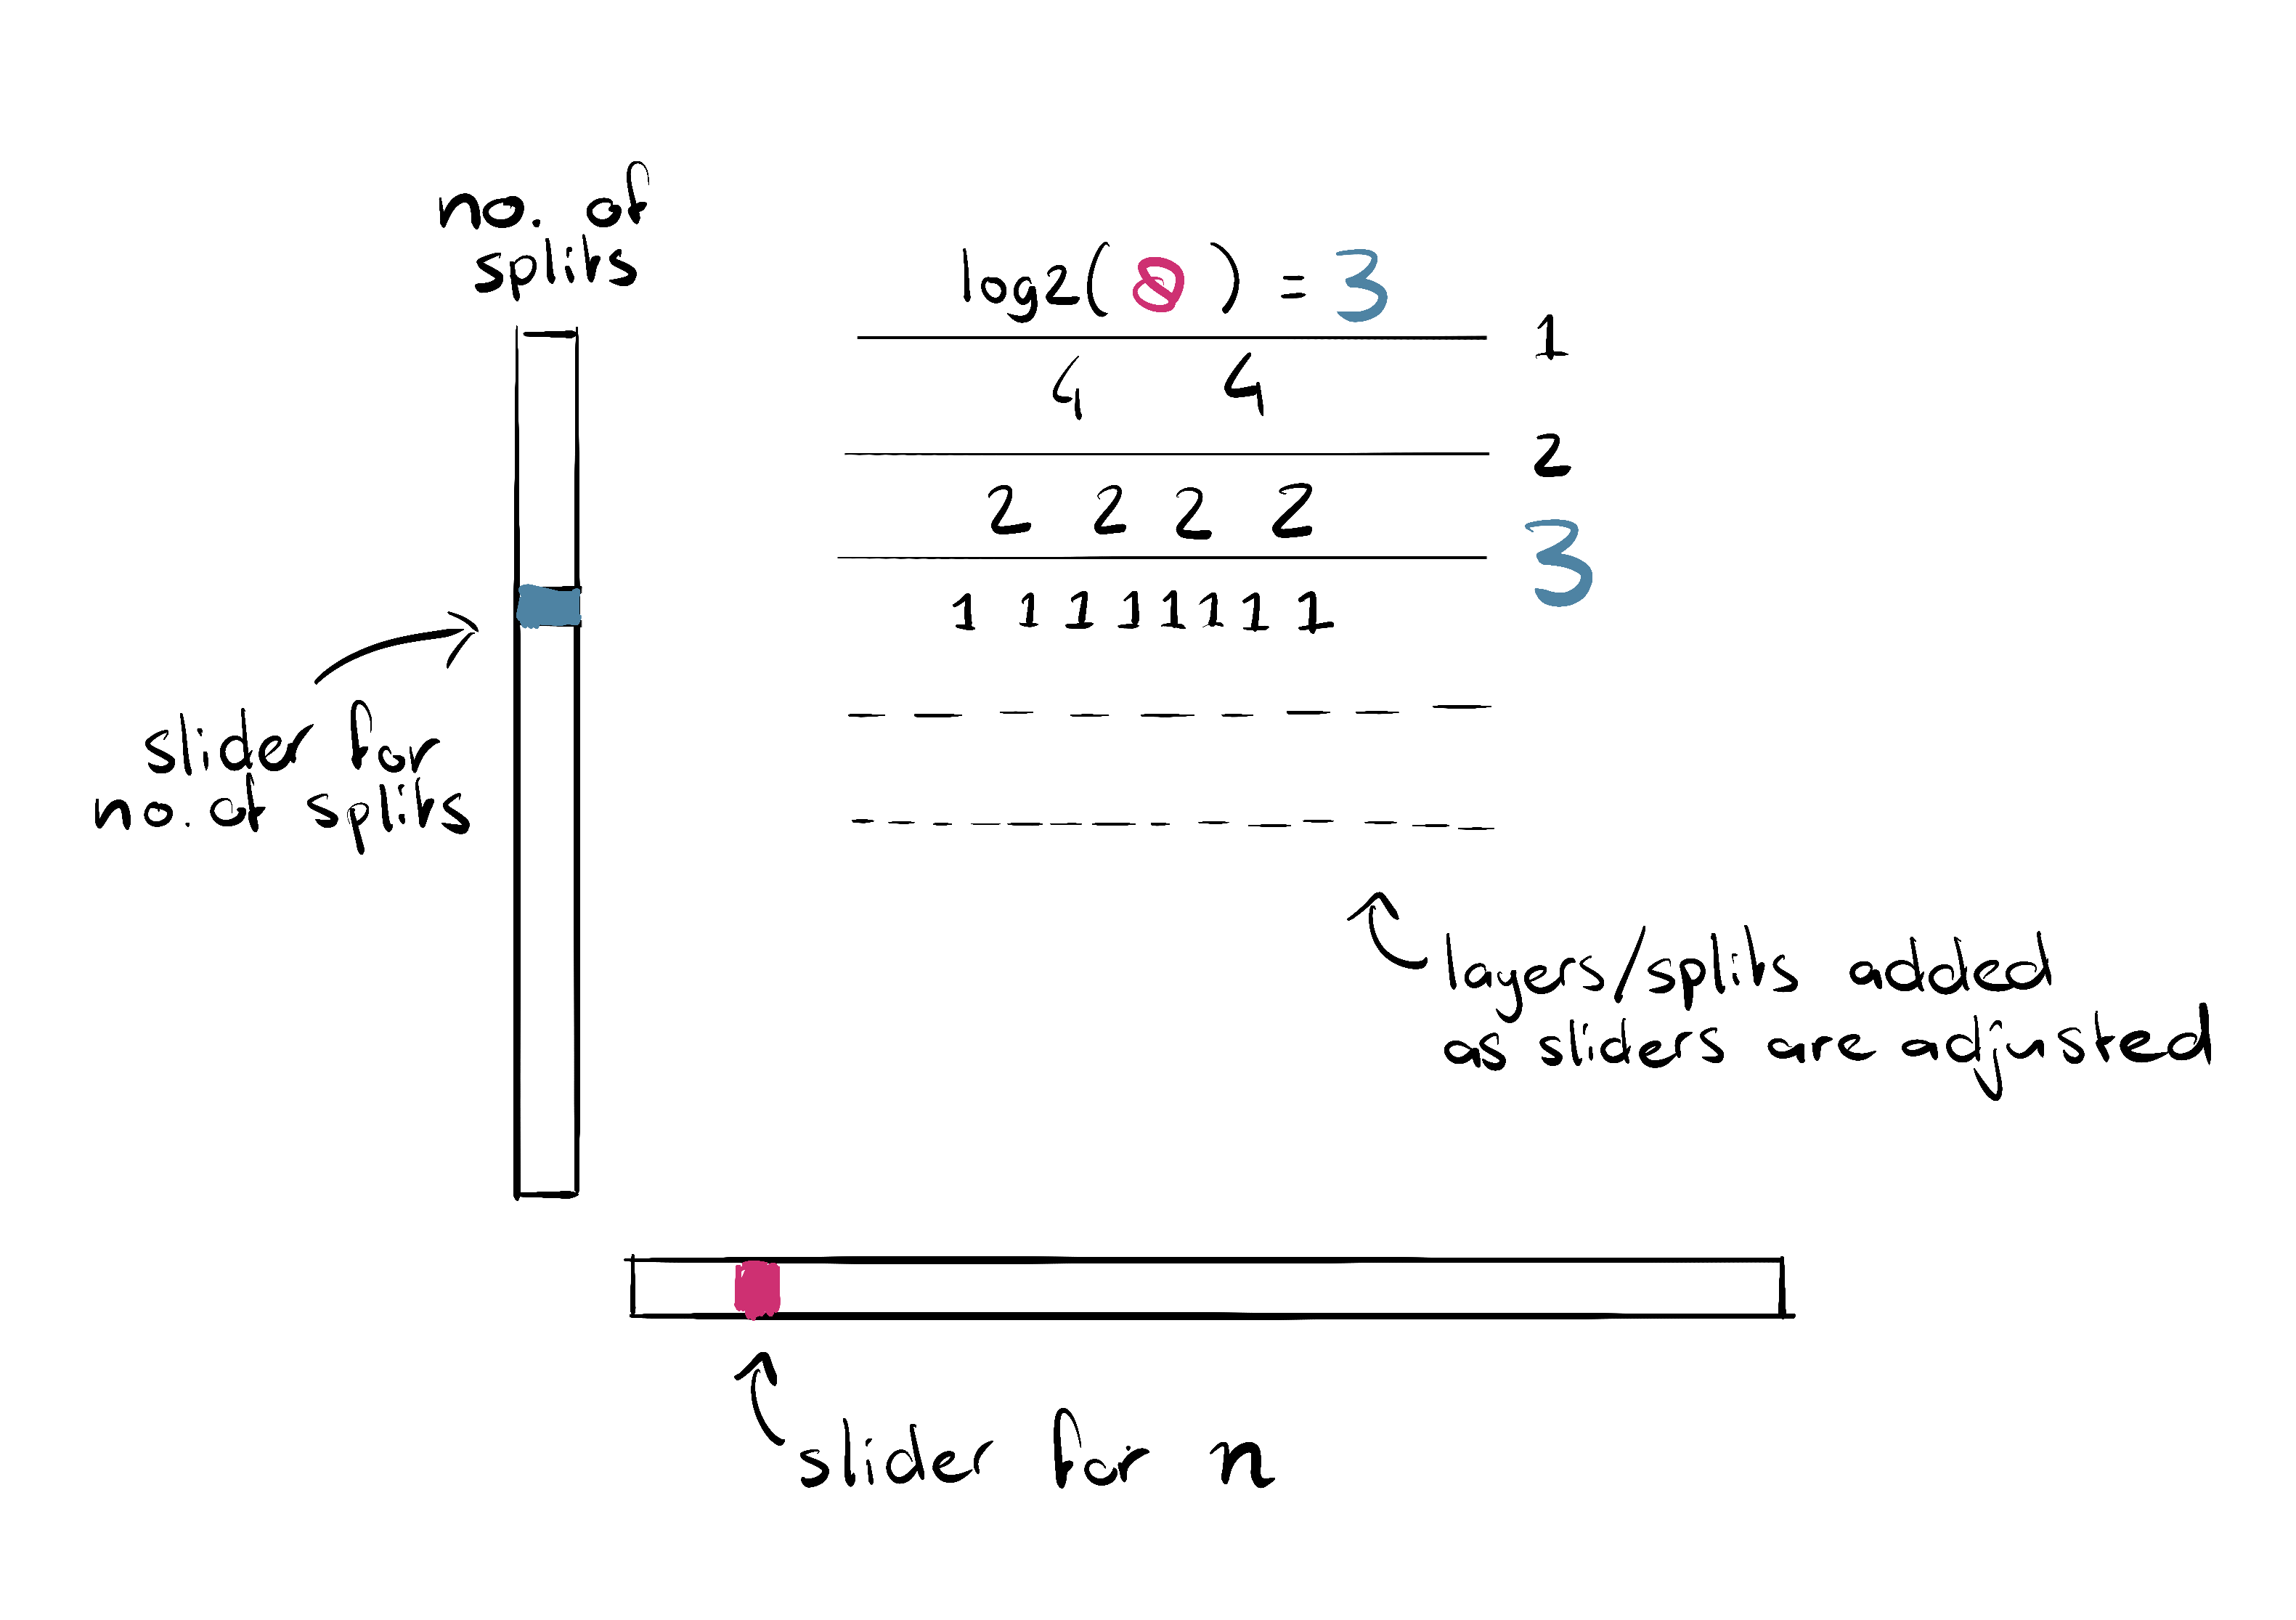 no. of
splits
log2( 8 ) = 3
1
4 4
2
2 2 2 2
3
1 1 1 1 1 1 1 1
slider for
no. of splits
layers/splits added
as sliders are adjusted
slider for n